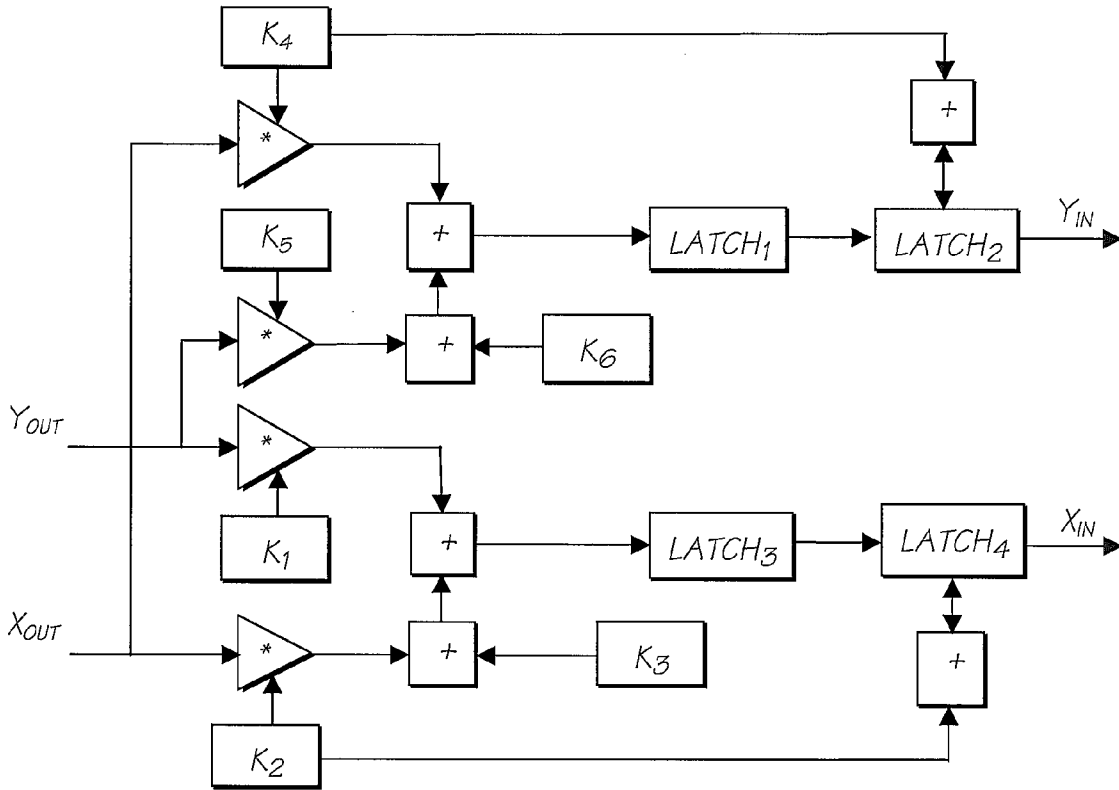 K4
*
+
K5
+
LATCH1
LATCH2
YIN
*
+
K6
YOUT
*
K1
+
LATCH3
LATCH4
XIN
XOUT
*
+
K3
+
K2